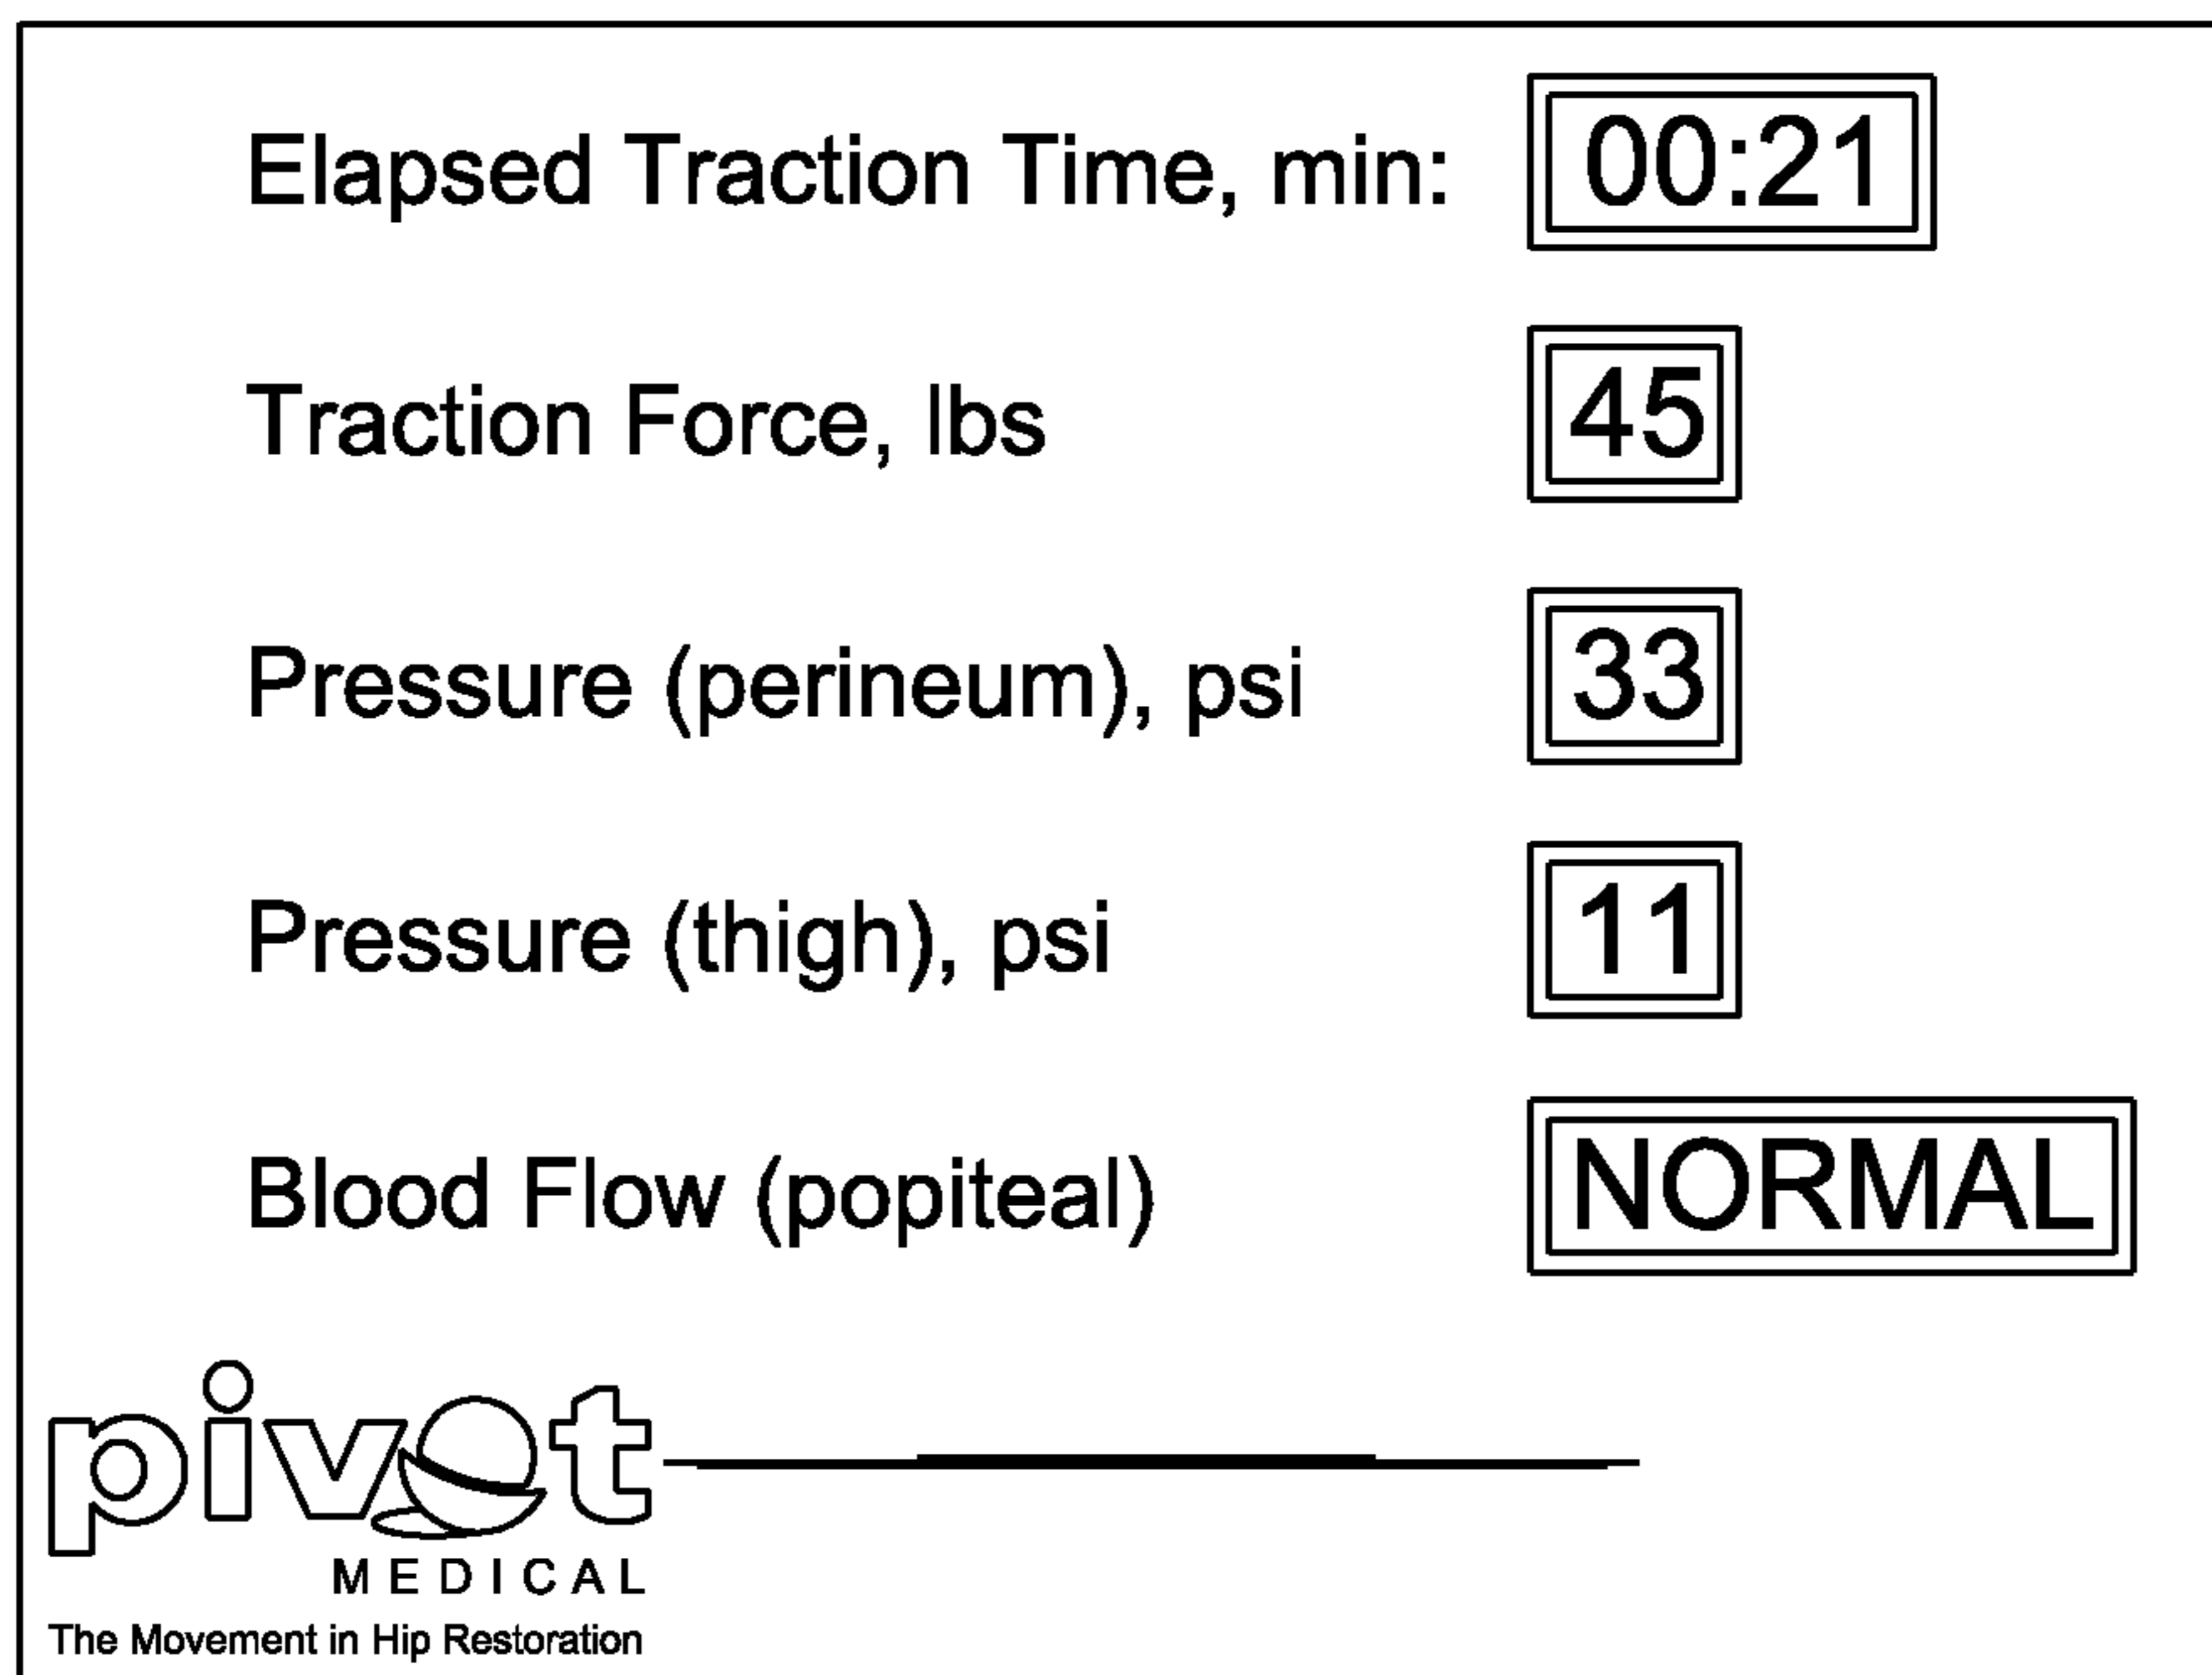 Elapsed Traction Time, min: 00:21
Traction Force, lbs 45
Pressure (perineum), psi 33
Pressure (thigh), psi 11
Blood Flow (popiteal) NORMAL
pivot
MEDICAL
The Movement in Hip Restoration